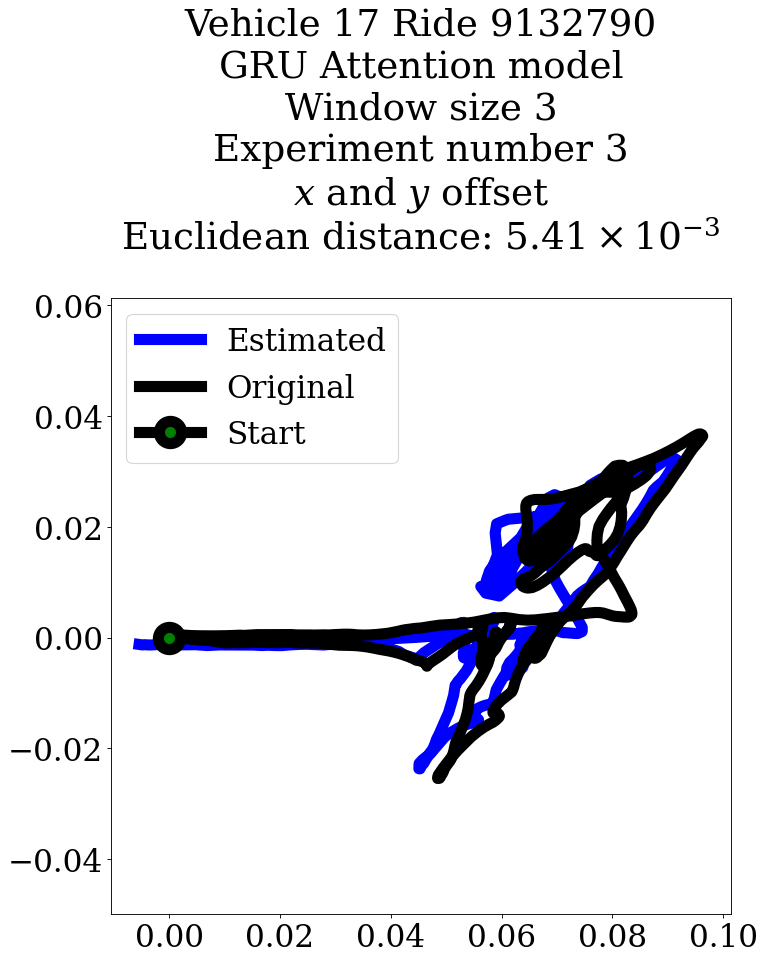 Vehicle 17 Ride 9132790
GRU Attention model
Window size 3
Experiment number 3
x and y offset
Euclidean distance: 5.41 × 10⁻³
0.06
0.04
0.02
0.00
−0.02
−0.04
Estimated
Original
Start
0.00 0.02 0.04 0.06 0.08 0.10